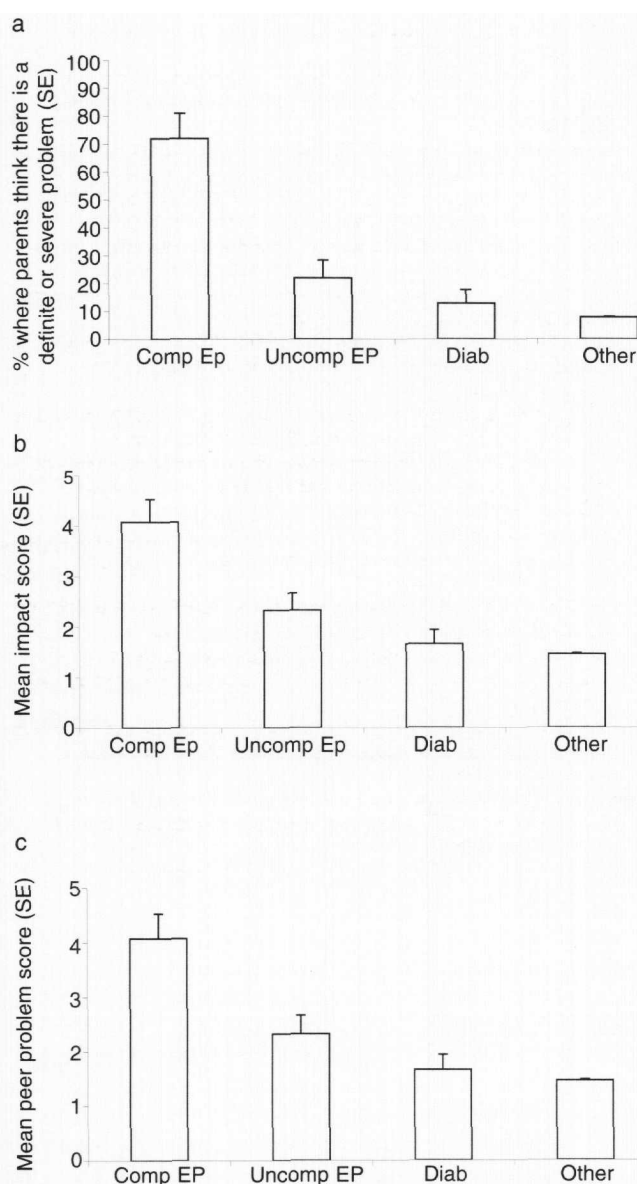 a
% where parents think there is a
definite or severe problem (SE)
100
90
80
70
60
50
40
30
20
10
0
Comp Ep
Uncomp EP
Diab
Other
b
Mean impact score (SE)
5
4
3
2
1
0
Comp Ep
Uncomp Ep
Diab
Other
c
Mean peer problem score (SE)
5
4
3
2
1
0
Comp EP
Uncomp EP
Diab
Other